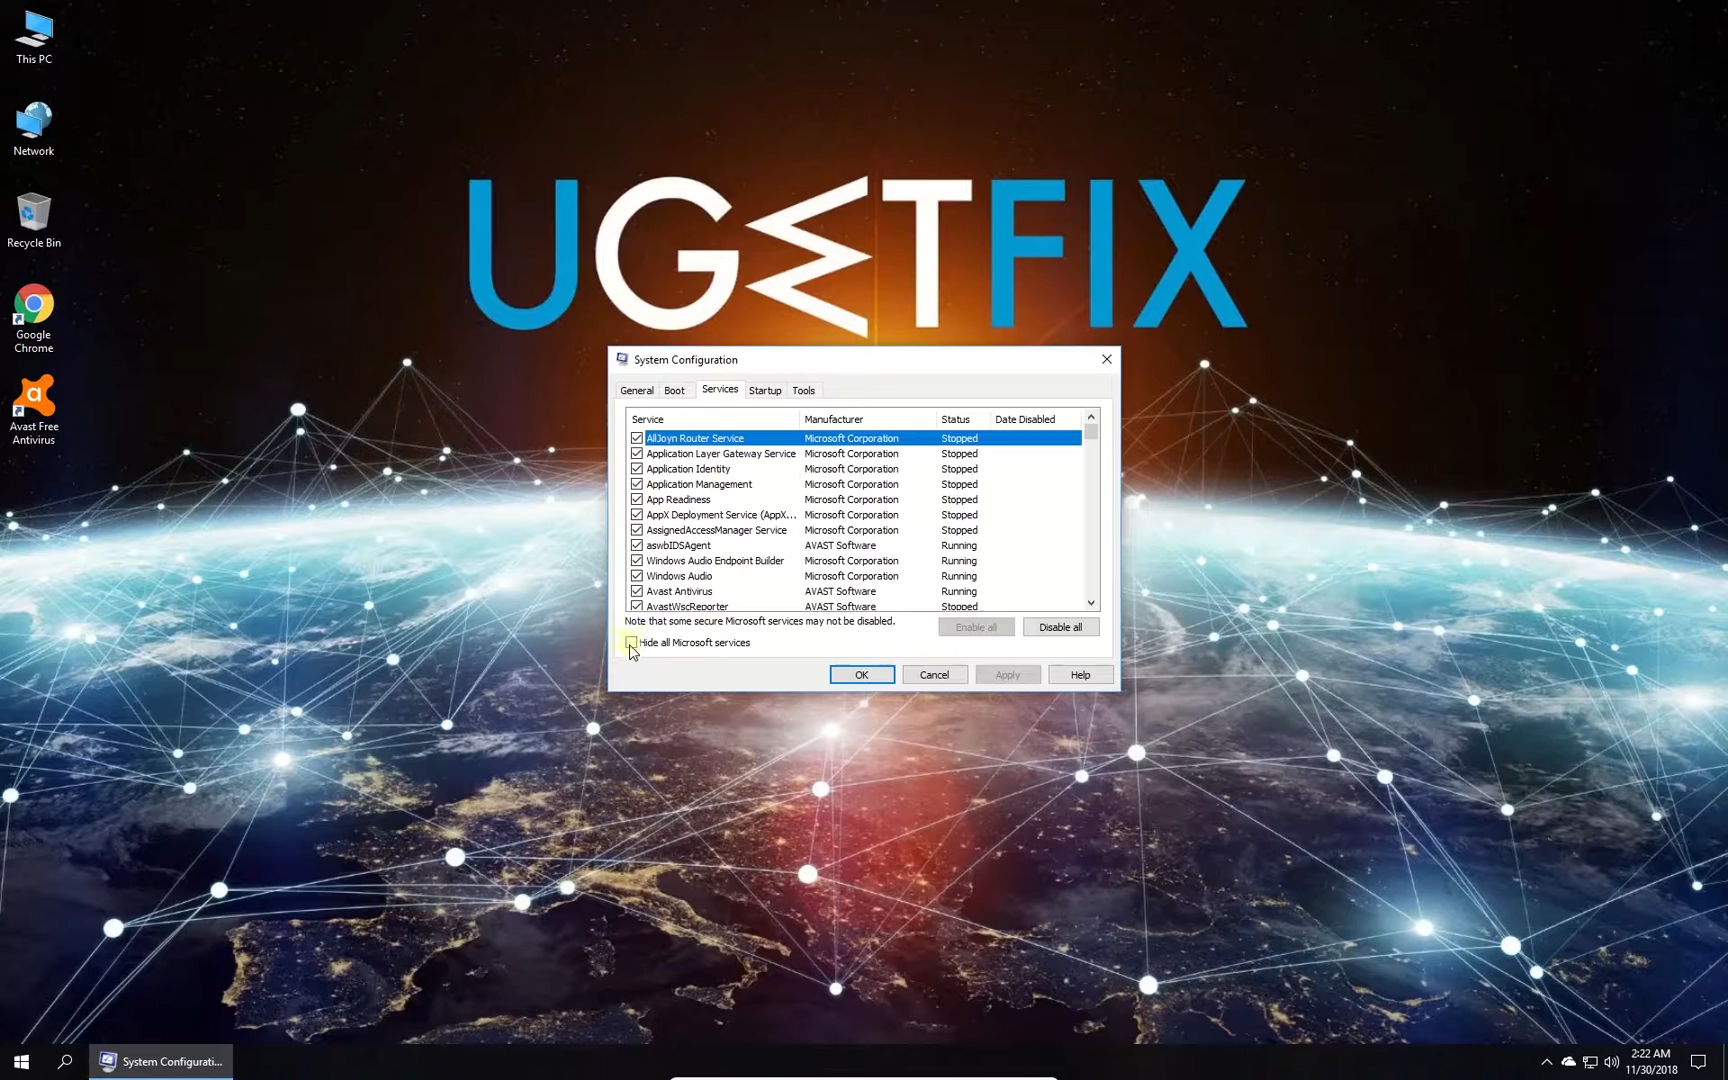 This PC
Network
Recycle Bin
Google
Chrome
Avast Free
Antivirus
UGETFIX
System Configuration
General Boot Services Startup Tools
Service Manufacturer Status Date Disabled
AllJoyn Router Service Microsoft Corporation Stopped
Application Layer Gateway Service Microsoft Corporation Stopped
Application Identity Microsoft Corporation Stopped
Application Management Microsoft Corporation Stopped
App Readiness Microsoft Corporation Stopped
AppX Deployment Service (AppX... Microsoft Corporation Stopped
AssignedAccessManager Service Microsoft Corporation Stopped
aswbIDSAgent AVAST Software Running
Windows Audio Endpoint Builder Microsoft Corporation Running
Windows Audio Microsoft Corporation Running
Avast Antivirus AVAST Software Running
AvastWscReporter AVAST Software Stopped
Note that some secure Microsoft services may not be disabled.
Enable all Disable all
Hide all Microsoft services
OK Cancel Apply Help
System Configurati...
2:22 AM
11/30/2018